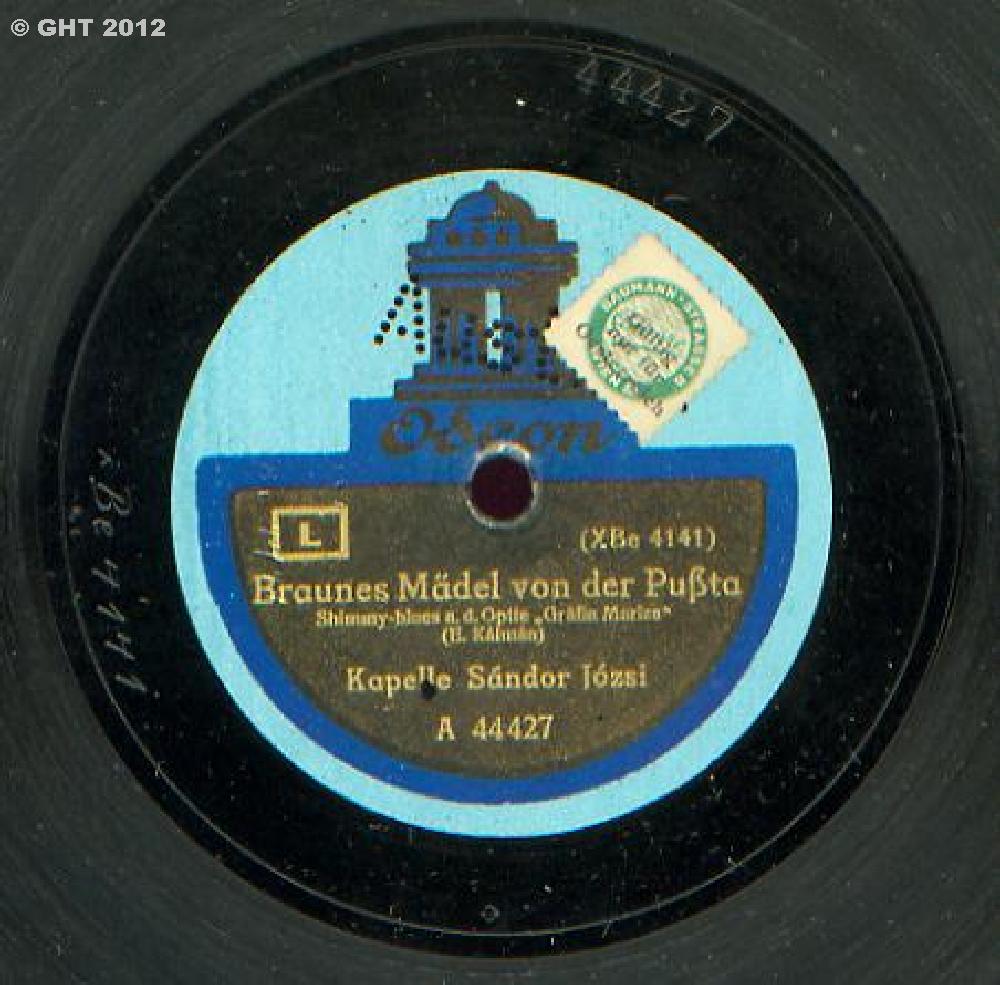 © GHT 2012
44427
Odeon
L
(XBe 4141)
Braunes Mädel von der Pußta
Shimmy-blues a. d. Optte „Gräfin Mariza“
(E. Kálmán)
Kapelle Sándor Józsi
A 44427
xBe 4141